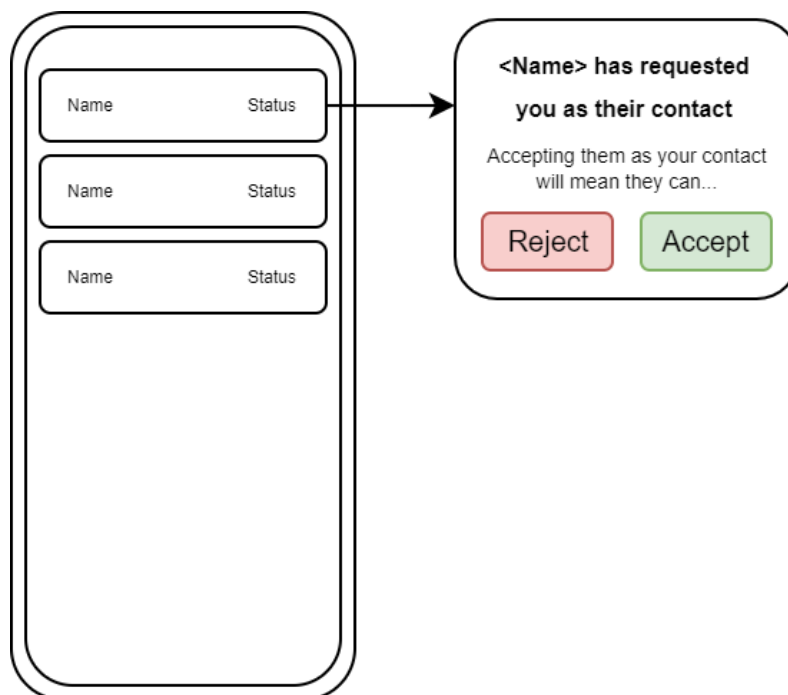 Name Status
Name Status
Name Status
<Name> has requested
you as their contact
Accepting them as your contact
will mean they can...
Reject Accept